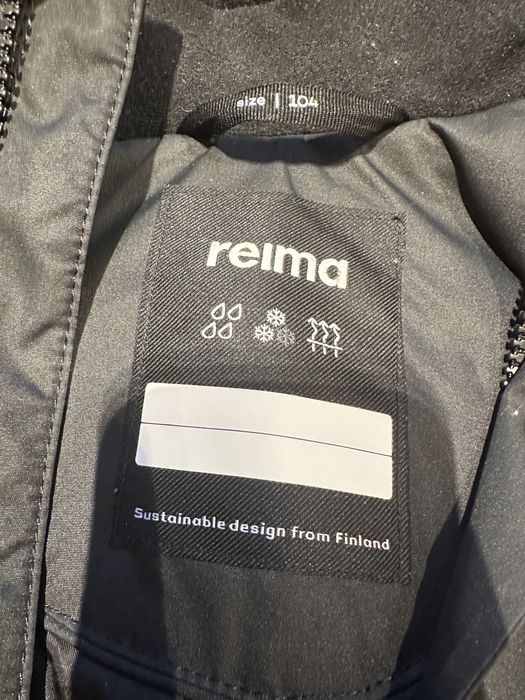 size | 104
reima
Sustainable design from Finland